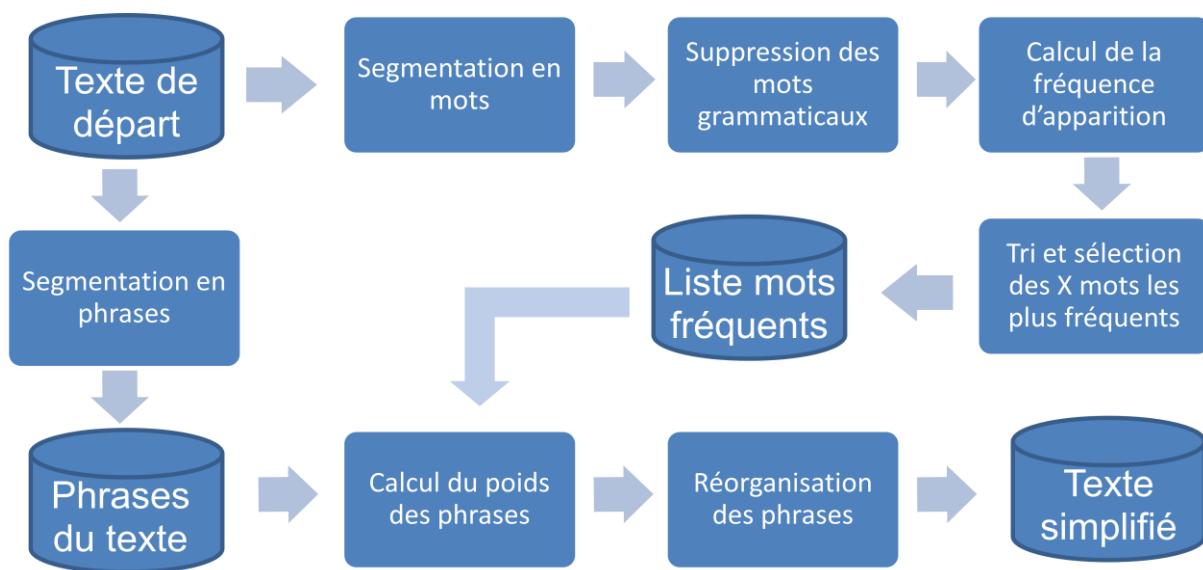 Texte de
départ
Segmentation en
mots
Suppression des
mots
grammaticaux
Calcul de la
fréquence
d’apparition
Segmentation en
phrases
Liste mots
fréquents
Tri et sélection
des X mots les
plus fréquents
Phrases
du texte
Calcul du poids
des phrases
Réorganisation
des phrases
Texte
simplifié